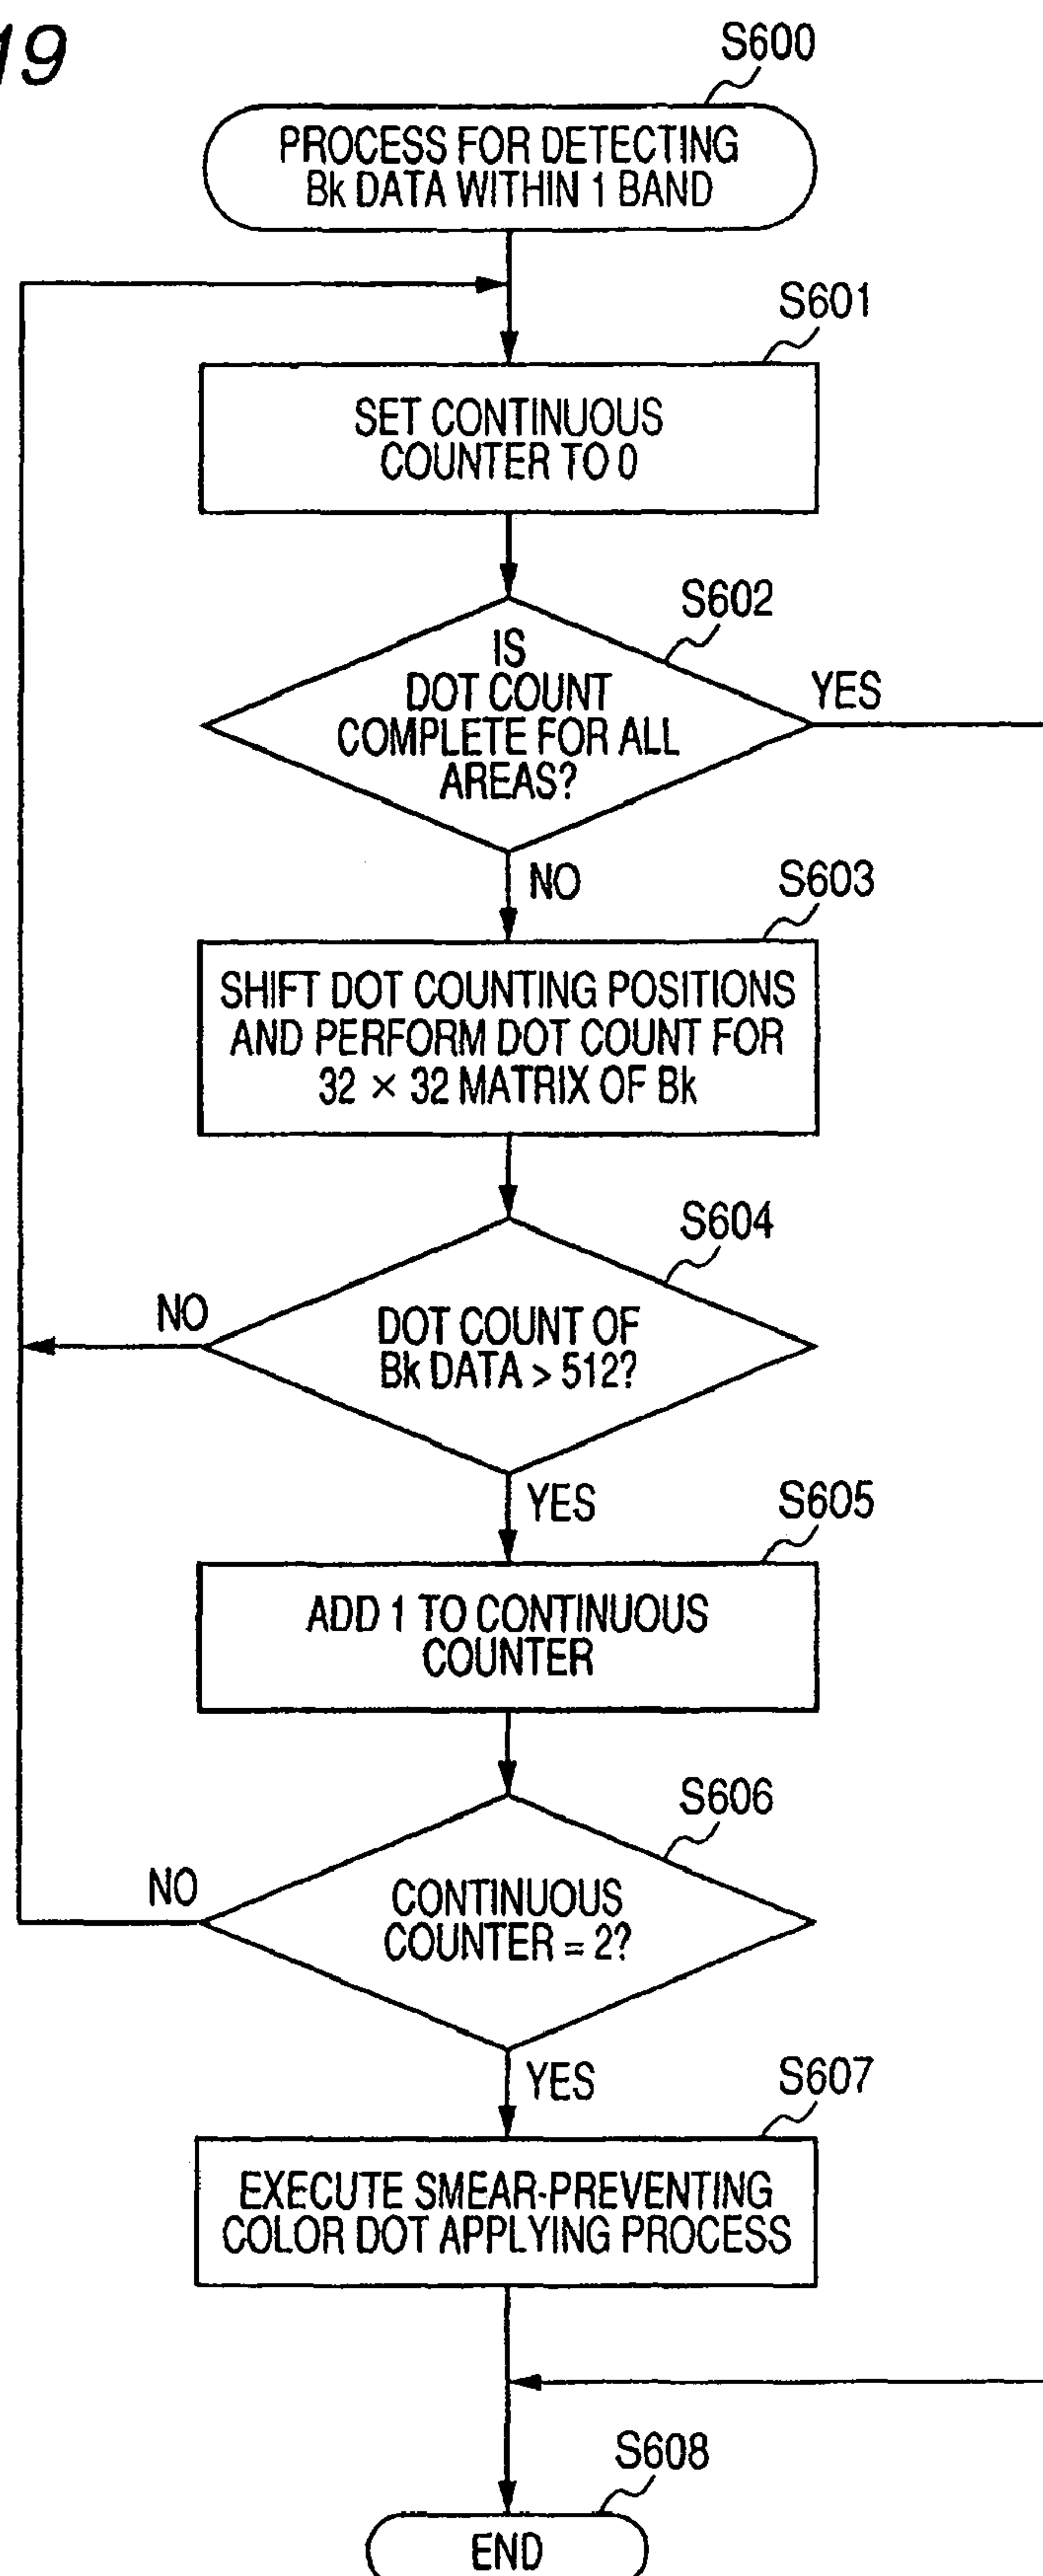 19
S600
PROCESS FOR DETECTING
Bk DATA WITHIN 1 BAND
S601
SET CONTINUOUS
COUNTER TO 0
S602
IS
DOT COUNT
COMPLETE FOR ALL
AREAS?
YES
NO
S603
SHIFT DOT COUNTING POSITIONS
AND PERFORM DOT COUNT FOR
32 × 32 MATRIX OF Bk
S604
NO
DOT COUNT OF
Bk DATA > 512?
YES
S605
ADD 1 TO CONTINUOUS
COUNTER
S606
NO
CONTINUOUS
COUNTER = 2?
YES
S607
EXECUTE SMEAR-PREVENTING
COLOR DOT APPLYING PROCESS
S608
END